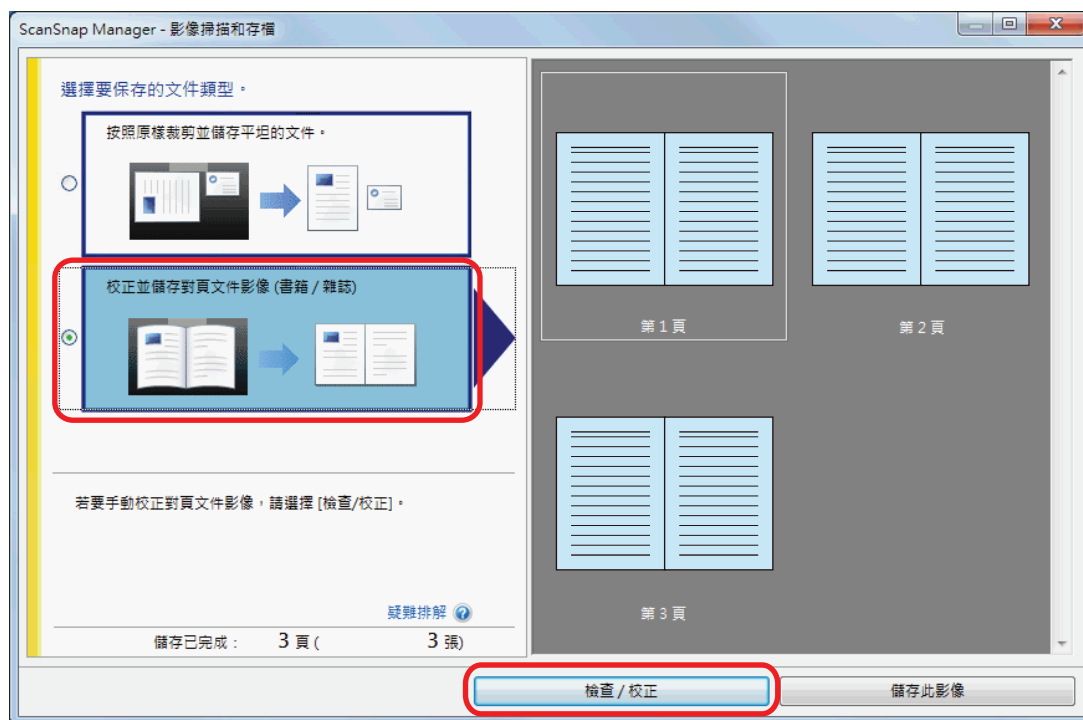 ScanSnap Manager - 影像掃描和存檔
選擇要保存的文件類型。
按照原樣裁剪並儲存平坦的文件。
校正並儲存對頁文件影像 (書籍 / 雜誌)
若要手動校正對頁文件影像，請選擇 [檢查/校正]。
疑難排解
儲存已完成： 3 頁 ( 3 張)
第 1 頁
第 2 頁
第 3 頁
檢查 / 校正
儲存此影像